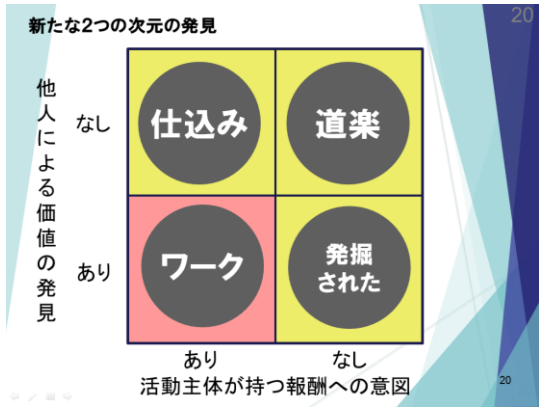 20
新たな2つの次元の発見
他人による価値の発見
なし
仕込み
道楽
あり
ワーク
発掘
された
あり
なし
活動主体が持つ報酬への意図
20